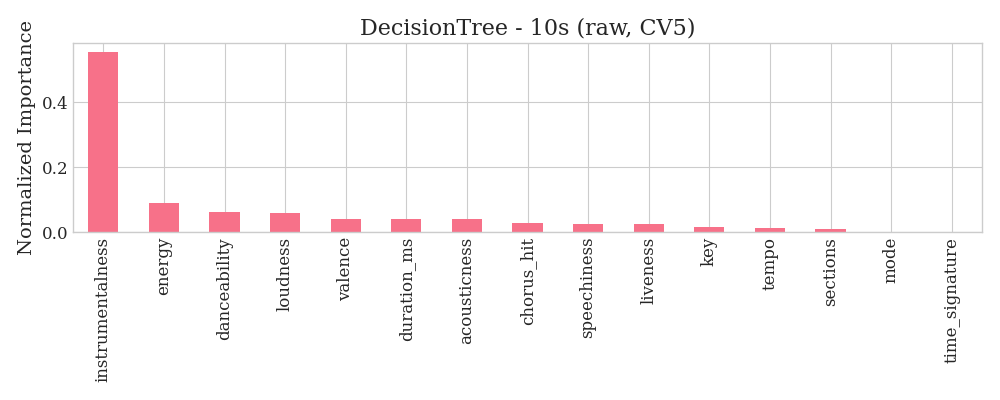 DecisionTree - 10s (raw, CV5)
Normalized Importance
0.4
0.2
0.0
instrumentalness
energy
danceability
loudness
valence
duration_ms
acousticness
chorus_hit
speechiness
liveness
key
tempo
sections
mode
time_signature